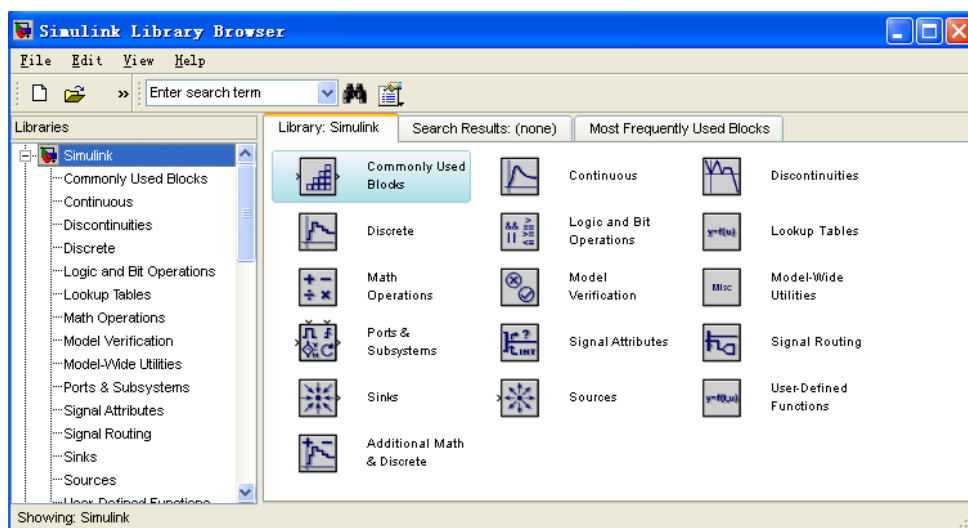 Simulink Library Browser
File Edit View Help
» Enter search term
Libraries
Library: Simulink Search Results: (none) Most Frequently Used Blocks
Simulink
Commonly Used Blocks
Continuous
Discontinuities
Discrete
Logic and Bit Operations
Lookup Tables
Math Operations
Model Verification
Model-Wide Utilities
Ports & Subsystems
Signal Attributes
Signal Routing
Sinks
Sources
User-Defined Functions
Commonly Used
Blocks
Continuous
Discontinuities
Discrete
Logic and Bit
Operations
y=f(u)
Lookup Tables
Math
Operations
Model
Verification
Misc
Model-Wide
Utilities
Ports &
Subsystems
Signal Attributes
Signal Routing
Sinks
Sources
y=f(t,u)
User-Defined
Functions
Additional Math
& Discrete
Showing: Simulink